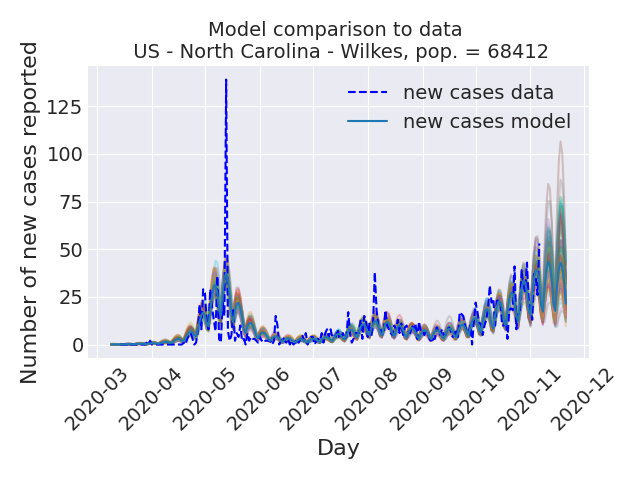 Model comparison to data
US - North Carolina - Wilkes, pop. = 68412
Number of new cases reported
125
100
75
50
25
0
new cases data
new cases model
2020-03
2020-04
2020-05
2020-06
2020-07
2020-08
2020-09
2020-10
2020-11
2020-12
Day